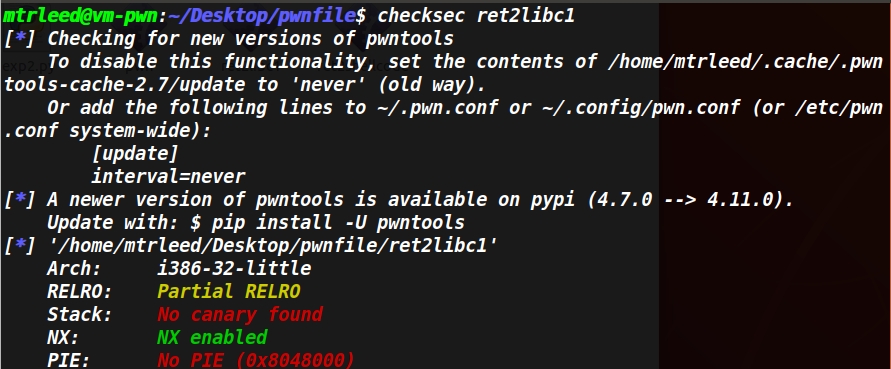 mtrleed@vm-pwn:~/Desktop/pwnfile$ checksec ret2libc1
[*] Checking for new versions of pwntools
    To disable this functionality, set the contents of /home/mtrleed/.cache/.pwn
tools-cache-2.7/update to 'never' (old way).
    Or add the following lines to ~/.pwn.conf or ~/.config/pwn.conf (or /etc/pwn
.conf system-wide):
        [update]
        interval=never
[*] A newer version of pwntools is available on pypi (4.7.0 --> 4.11.0).
    Update with: $ pip install -U pwntools
[*] '/home/mtrleed/Desktop/pwnfile/ret2libc1'
    Arch:     i386-32-little
    RELRO:    Partial RELRO
    Stack:    No canary found
    NX:       NX enabled
    PIE:      No PIE (0x8048000)